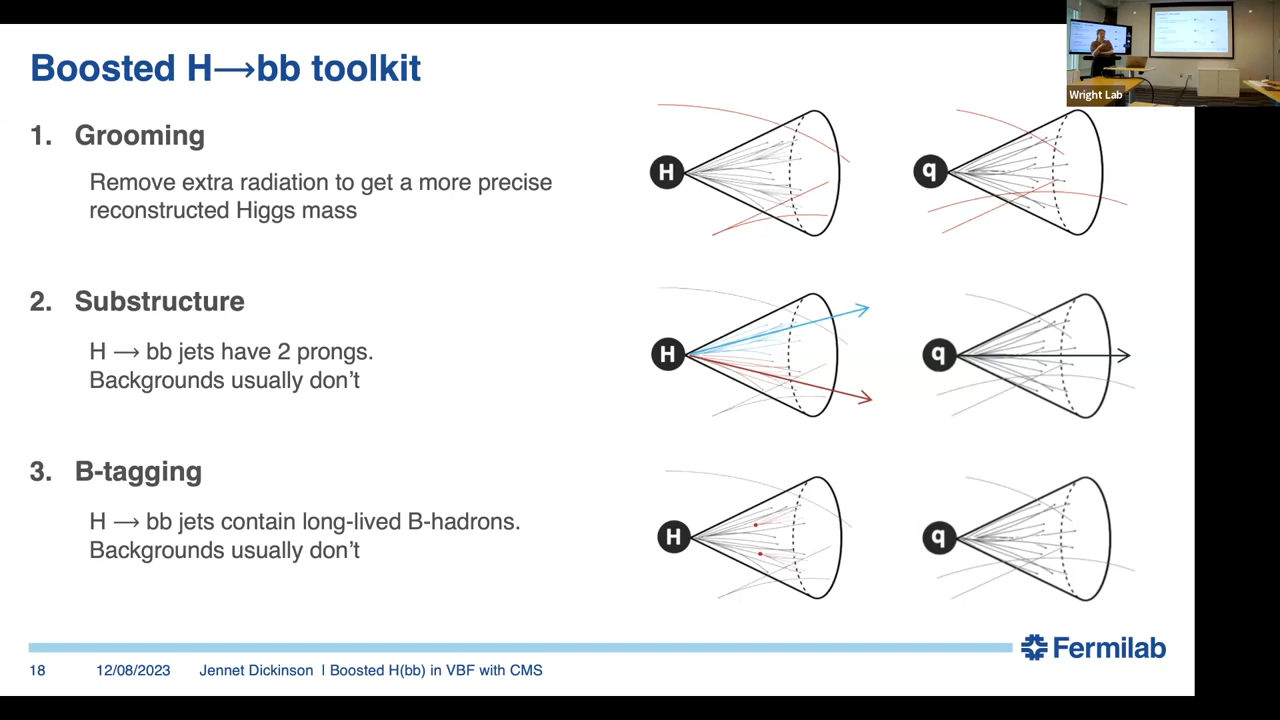 Boosted H→bb toolkit
Wright Lab
1. Grooming
Remove extra radiation to get a more precise
reconstructed Higgs mass
H
q
2. Substructure
H → bb jets have 2 prongs.
Backgrounds usually don't
H
q
3. B-tagging
H → bb jets contain long-lived B-hadrons.
Backgrounds usually don't
H
q
Fermilab
18 12/08/2023 Jennet Dickinson | Boosted H(bb) in VBF with CMS